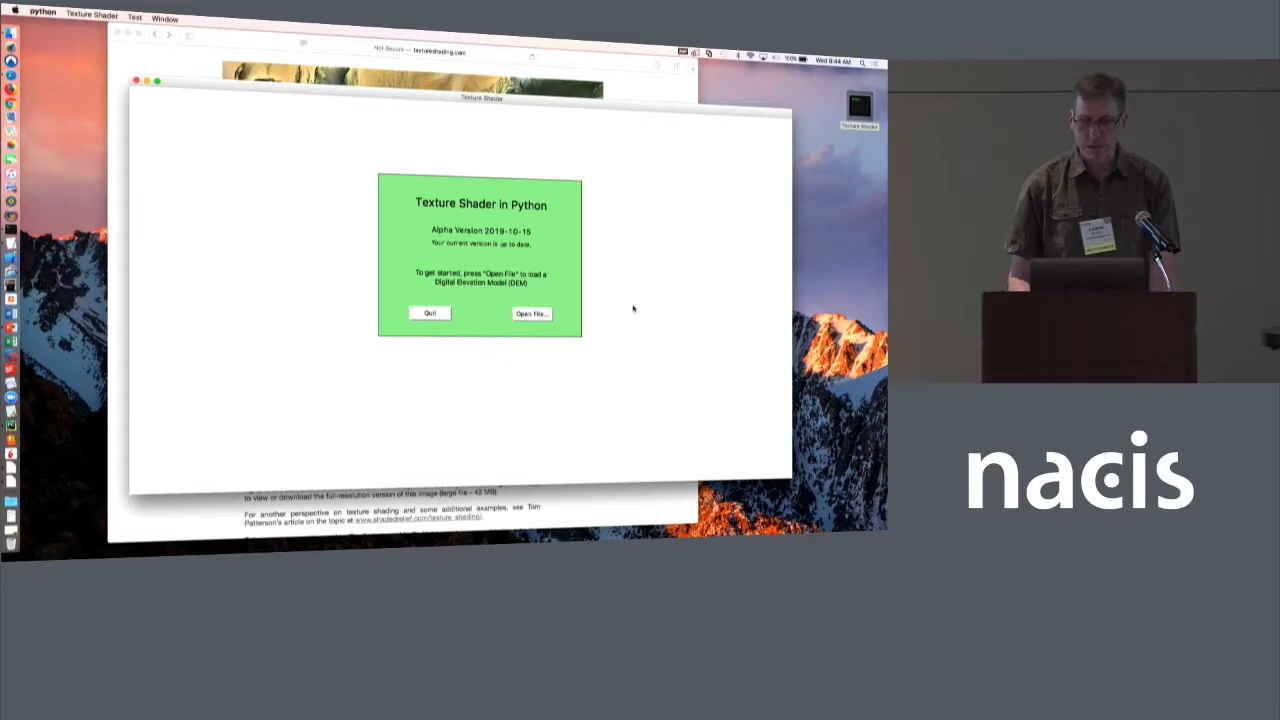 python Texture Shader Test Window
100% Wed 9:44 AM
Not Secure — textureshading.com
Texture Shader
Texture Shader
Texture Shader in Python
Alpha Version 2019-10-15
Your current version is up to date.
To get started, press "Open File" to load a
Digital Elevation Model (DEM)
Quit
Open File...
to view or download the full-resolution version of this image (large file ~ 42 MB).
For another perspective on texture shading and some additional examples, see Tom
Patterson's article on the topic at www.shadedrelief.com/texture_shading/.
nacis